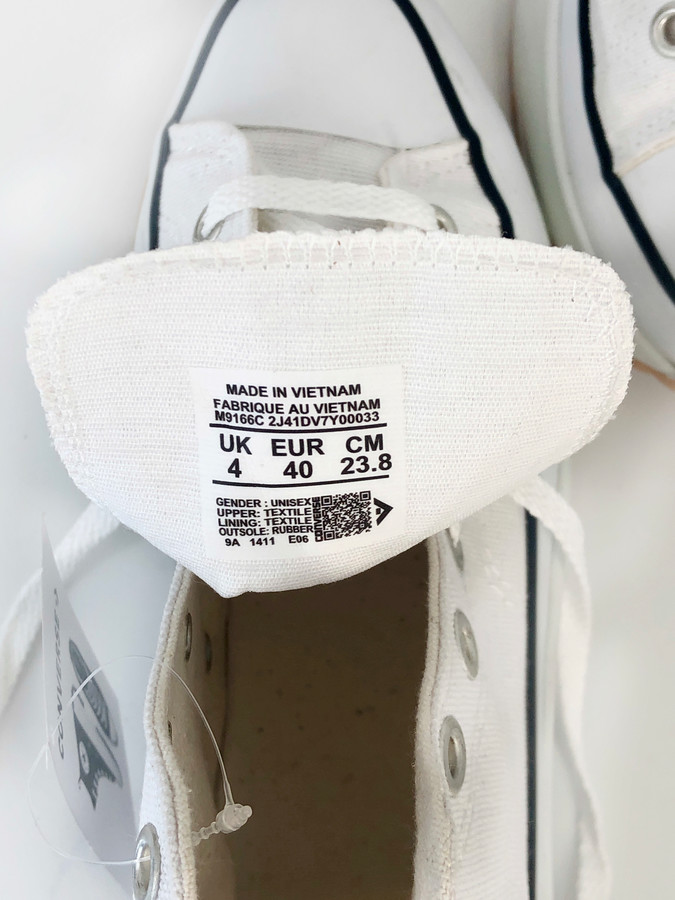 MADE IN VIETNAM
FABRIQUE AU VIETNAM
M9166C 2J41DV7Y00033
UK EUR CM
4 40 23.8
GENDER : UNISEX
UPPER: TEXTILE
LINING: TEXTILE
OUTSOLE: RUBBER
9A 1411 E06
CONVERSE